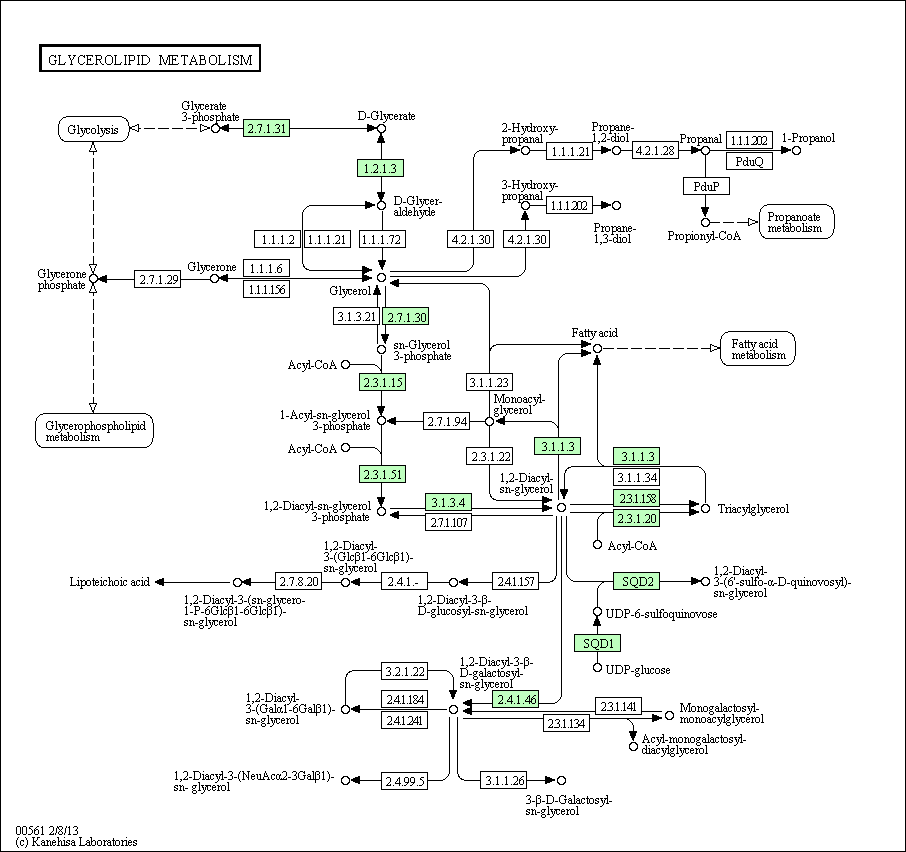 GLYCEROLIPID METABOLISM
Glycerate
3-phosphate
D-Glycerate
Glycolysis
2.7.1.31
1.2.1.3
D-Glycer-
aldehyde
2-Hydroxy-
propanal
Propane-
1,2-diol
Propanal
1.1.1.202
1-Propanol
1.1.1.21
4.2.1.28
PduQ
PduP
3-Hydroxy-
propanal
1.1.1.202
Propane-
1,3-diol
Propionyl-CoA
Propanoate
metabolism
1.1.1.2
1.1.1.21
1.1.1.72
4.2.1.30
4.2.1.30
Glycerone
phosphate
2.7.1.29
Glycerone
1.1.1.6
1.1.1.156
Glycerol
3.1.3.21
2.7.1.30
sn-Glycerol
3-phosphate
Fatty acid
Fatty acid
metabolism
Acyl-CoA
2.3.1.15
3.1.1.23
Monoacyl-
glycerol
1-Acyl-sn-glycerol
3-phosphate
2.7.1.94
Glycerophospholipid
metabolism
Acyl-CoA
2.3.1.51
2.3.1.22
3.1.1.3
3.1.1.3
3.1.1.34
1,2-Diacyl-
sn-glycerol
1,2-Diacyl-sn-glycerol
3-phosphate
3.1.3.4
2.7.1.107
2.3.1.158
2.3.1.20
Triacylglycerol
Acyl-CoA
1,2-Diacyl-
3-(Glcβ1-6Glcβ1)-
sn-glycerol
Lipoteichoic acid
2.7.8.20
2.4.1.-
2.4.1.157
SQD2
1,2-Diacyl-
3-(6'-sulfo-α-D-quinovosyl)-
sn-glycerol
1,2-Diacyl-3-(sn-glycero-
1-P-6Glcβ1-6Glcβ1)-
sn-glycerol
1,2-Diacyl-3-β-
D-glucosyl-sn-glycerol
UDP-6-sulfoquinovose
SQD1
UDP-glucose
3.2.1.22
1,2-Diacyl-3-β-
D-galactosyl-
sn-glycerol
1,2-Diacyl-
3-(Galα1-6Galβ1)-
sn-glycerol
2.4.1.184
2.4.1.241
2.4.1.46
2.3.1.141
2.3.1.134
Monogalactosyl-
monoacylglycerol
Acyl-monogalactosyl-
diacylglycerol
1,2-Diacyl-3-(NeuAcα2-3Galβ1)-
sn- glycerol
2.4.99.5
3.1.1.26
3-β-D-Galactosyl-
sn-glycerol
00561 2/8/13
(c) Kanehisa Laboratories